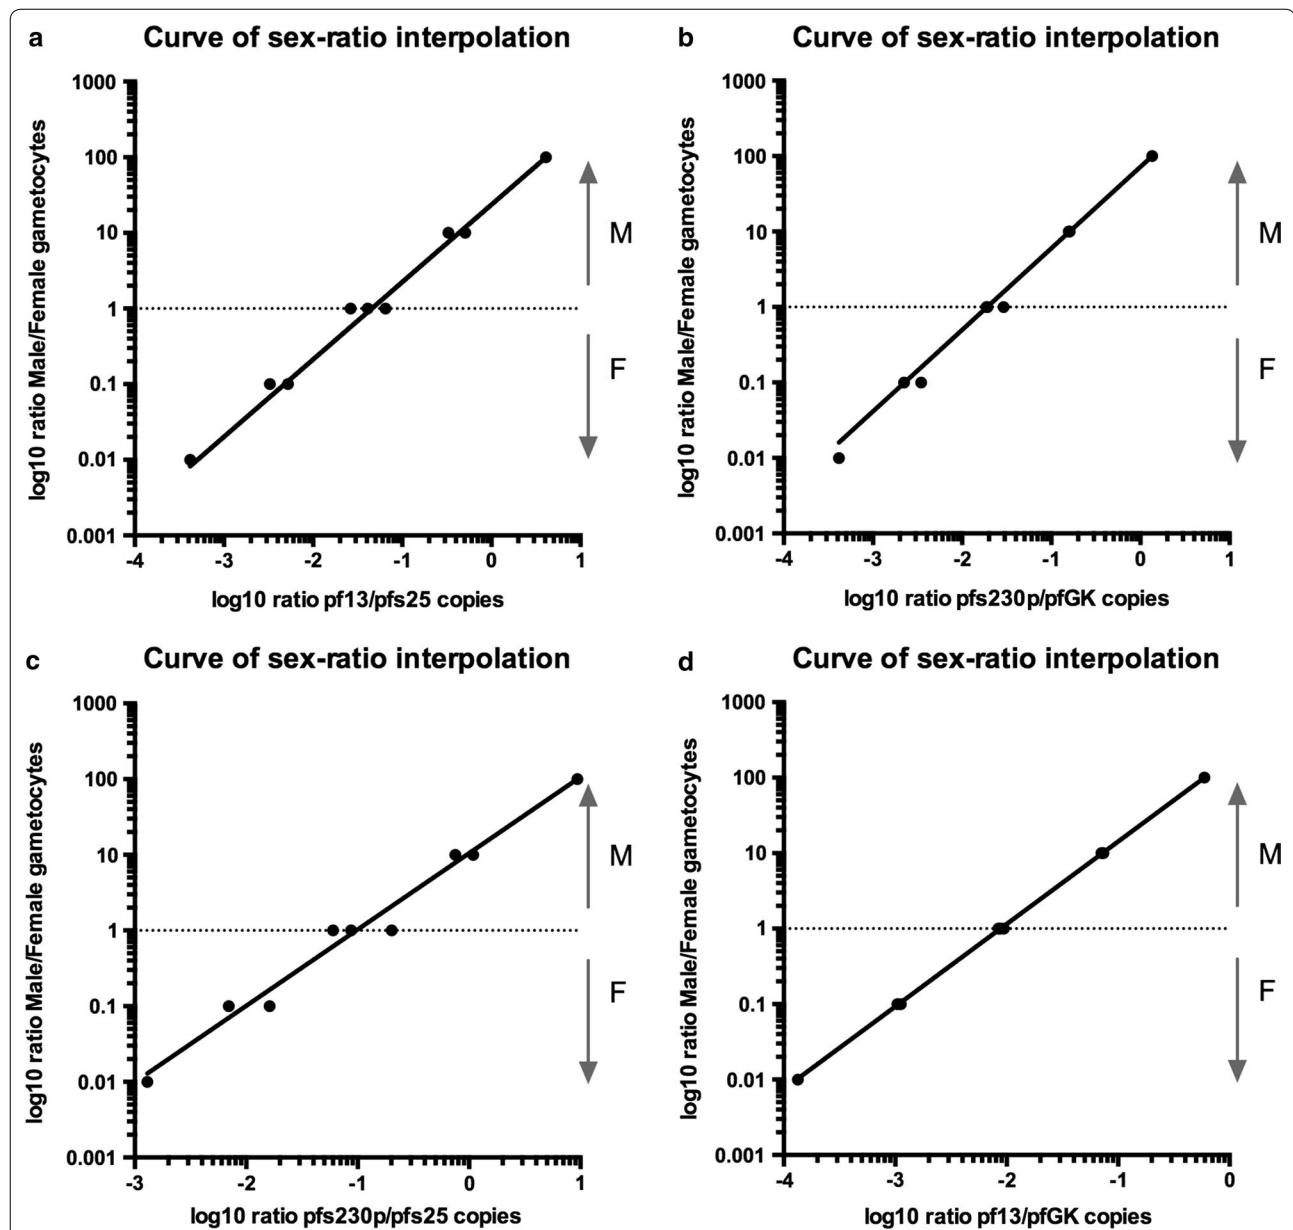 a
Curve of sex-ratio interpolation
log10 ratio Male/Female gametocytes
1000
100
10
1
0.1
0.01
0.001
-4 -3 -2 -1 0 1
log10 ratio pf13/pfs25 copies
M
F
b
Curve of sex-ratio interpolation
log10 ratio Male/Female gametocytes
1000
100
10
1
0.1
0.01
0.001
-4 -3 -2 -1 0 1
log10 ratio pfs230p/pfGK copies
M
F
c
Curve of sex-ratio interpolation
log10 ratio Male/Female gametocytes
1000
100
10
1
0.1
0.01
0.001
-3 -2 -1 0 1
log10 ratio pfs230p/pfs25 copies
M
F
d
Curve of sex-ratio interpolation
log10 ratio Male/Female gametocytes
1000
100
10
1
0.1
0.01
0.001
-4 -3 -2 -1 0
log10 ratio pf13/pfGK copies
M
F